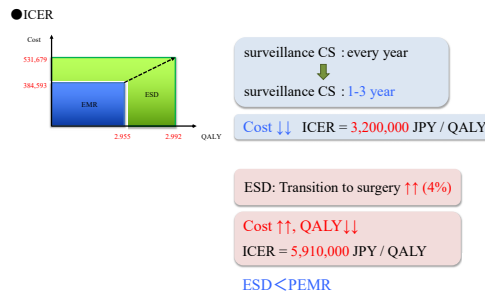 ●ICER
Cost
531,679
384,593
EMR
ESD
2.955
2.992
QALY
surveillance CS : every year
surveillance CS : 1-3 year
Cost ↓↓ ICER = 3,200,000 JPY / QALY
ESD: Transition to surgery ↑↑ (4%)
Cost ↑↑, QALY↓↓
ICER = 5,910,000 JPY / QALY
ESD＜PEMR